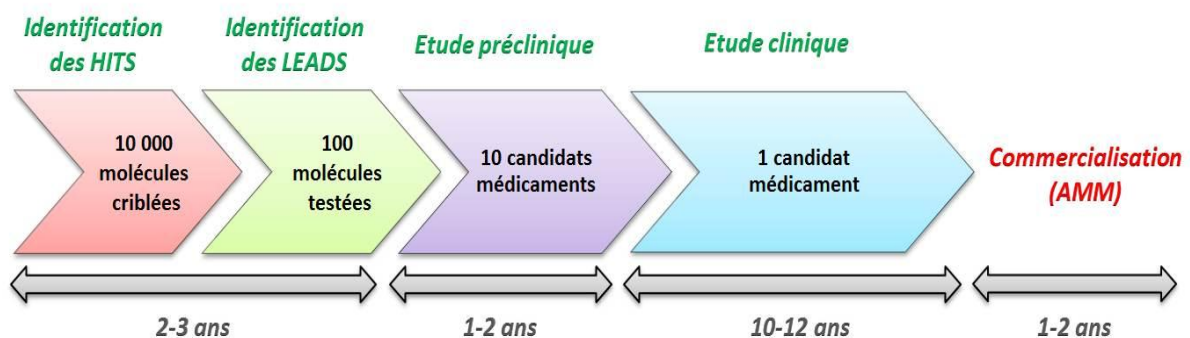 Identification
des HITS
Identification
des LEADS
Etude préclinique
Etude clinique
10 000
molécules
criblées
100
molécules
testées
10 candidats
médicaments
1 candidat
médicament
Commercialisation
(AMM)
2-3 ans
1-2 ans
10-12 ans
1-2 ans